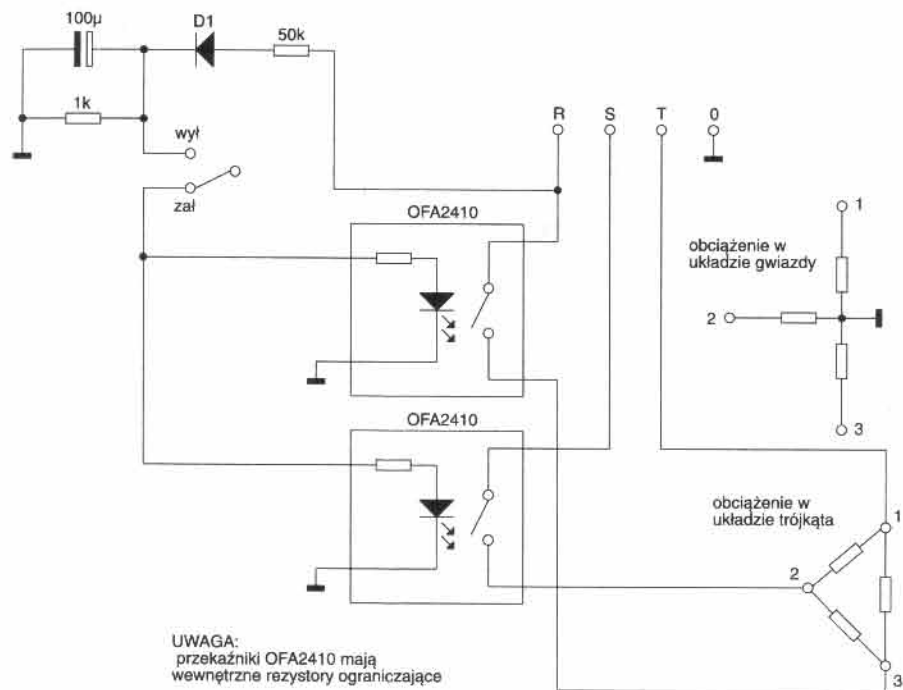 100µ
D1
50k
1k
wył
zał
R S T 0
OFA2410
obciążenie w
układzie gwiazdy
1
2
3
OFA2410
obciążenie w
układzie trójkąta
1
2
3
UWAGA:
przekaźniki OFA2410 mają
wewnętrzne rezystory ograniczające